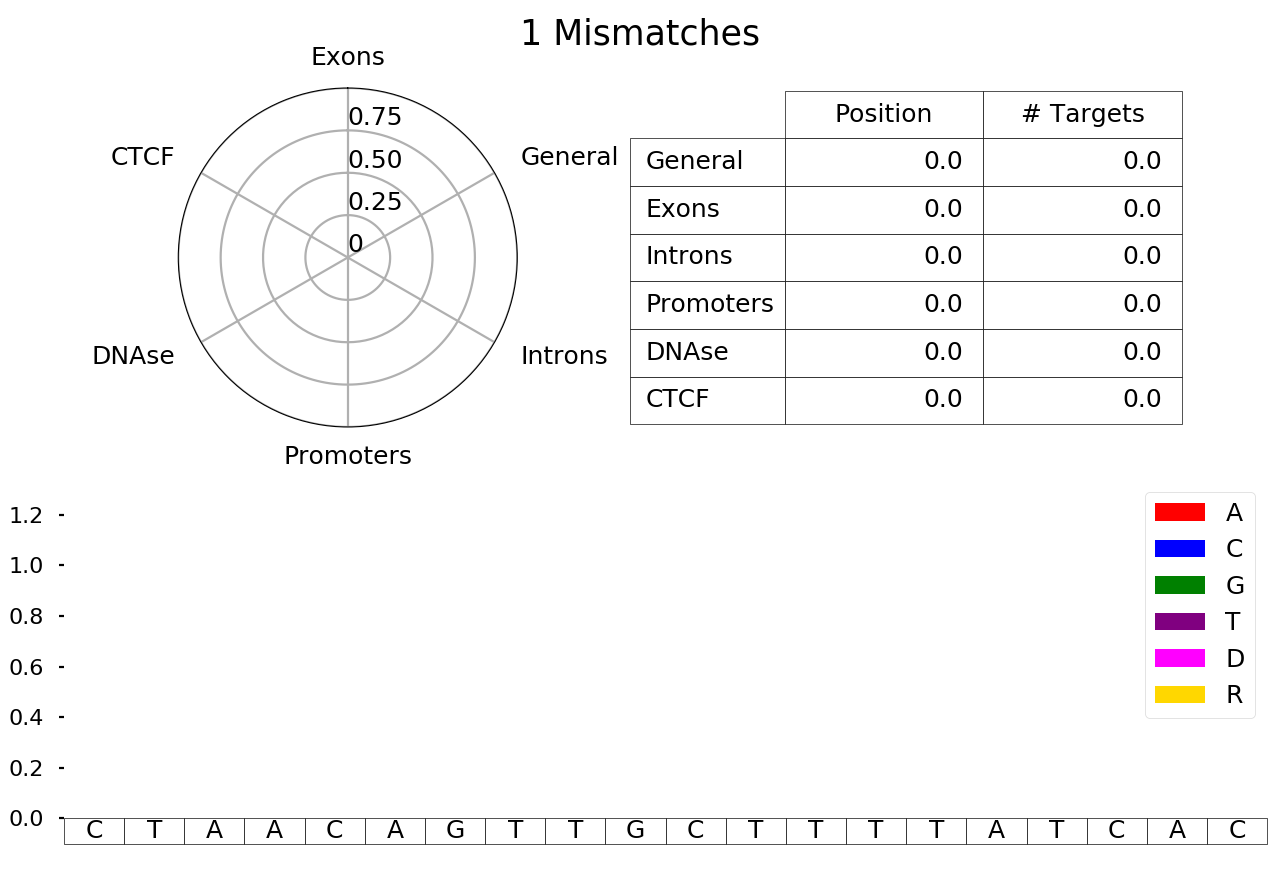 1 Mismatches
Exons
CTCF
General
DNAse
Introns
Promoters
0.75
0.50
0.25
0
Position # Targets
General 0.0 0.0
Exons 0.0 0.0
Introns 0.0 0.0
Promoters 0.0 0.0
DNAse 0.0 0.0
CTCF 0.0 0.0
1.2
1.0
0.8
0.6
0.4
0.2
0.0
A
C
G
T
D
R
C T A A C A G T T G C T T T T A T C A C